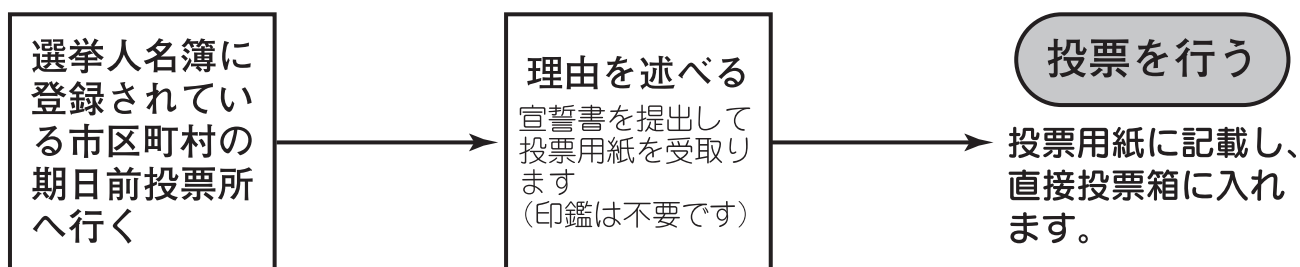 選挙人名簿に
登録されてい
る市区町村の
期日前投票所
へ行く
理由を述べる
宣誓書を提出して
投票用紙を受取り
ます
（印鑑は不要です）
投票を行う
投票用紙に記載し、
直接投票箱に入れ
ます。